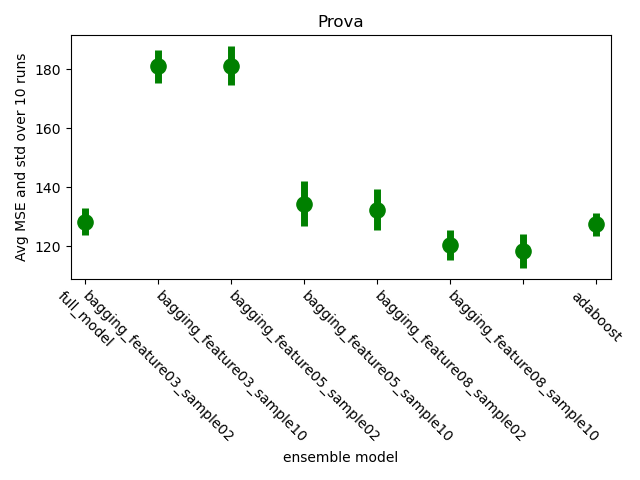 Prova
Avg MSE and std over 10 runs
180
160
140
120
full_model
bagging_feature03_sample02
bagging_feature03_sample10
bagging_feature05_sample02
bagging_feature05_sample10
bagging_feature08_sample02
bagging_feature08_sample10
adaboost
ensemble model